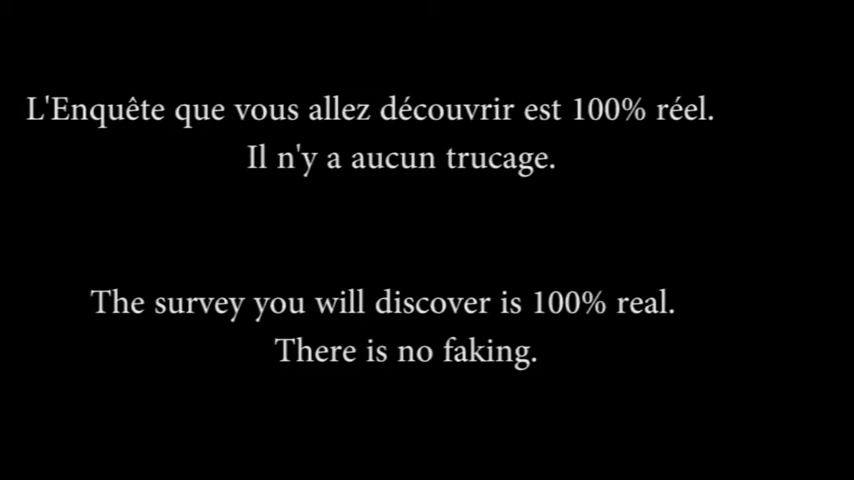 L'Enquête que vous allez découvrir est 100% réel.
Il n'y a aucun trucage.
The survey you will discover is 100% real.
There is no faking.